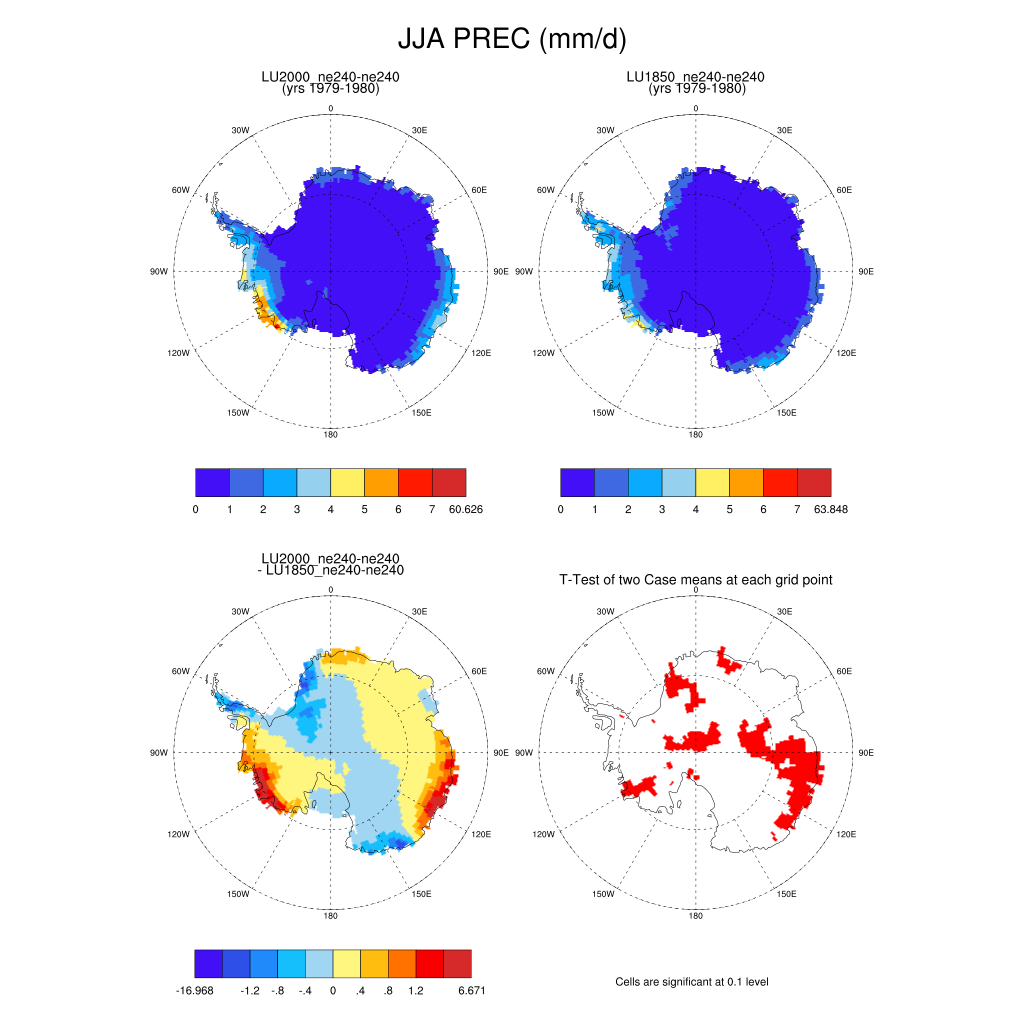 JJA PREC (mm/d)
LU2000_ne240-ne240
(yrs 1979-1980)
LU1850_ne240-ne240
(yrs 1979-1980)
0
30W
30E
60W
60E
90W
90E
120W
120E
150W
150E
180
0
30W
30E
60W
60E
90W
90E
120W
120E
150W
150E
180
0 1 2 3 4 5 6 7 60.626
0 1 2 3 4 5 6 7 63.848
LU2000_ne240-ne240
- LU1850_ne240-ne240
T-Test of two Case means at each grid point
0
30W
30E
60W
60E
90W
90E
120W
120E
150W
150E
180
0
30W
30E
60W
60E
90W
90E
120W
120E
150W
150E
180
-16.968 -1.2 -.8 -.4 0 .4 .8 1.2 6.671
Cells are significant at 0.1 level